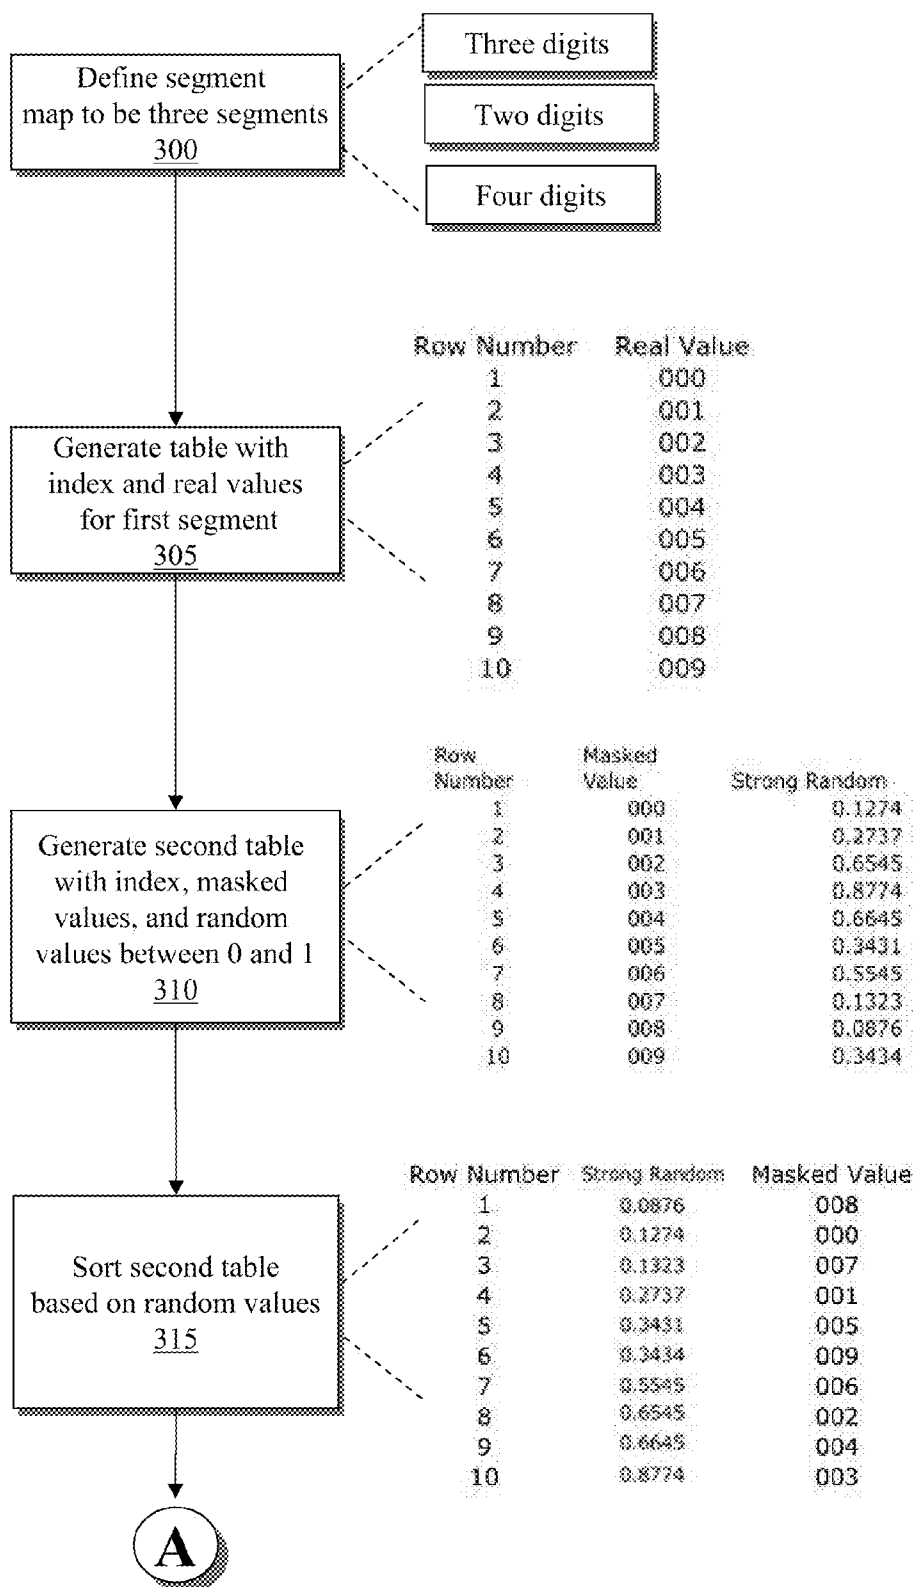 Define segment
map to be three segments
300
Three digits
Two digits
Four digits
Generate table with
index and real values
for first segment
305
Row Number Real Value
1 000
2 001
3 002
4 003
5 004
6 005
7 006
8 007
9 008
10 009
Generate second table
with index, masked
values, and random
values between 0 and 1
310
Row Masked
Number Value Strong Random
1 000 0.1274
2 001 0.2737
3 002 0.6545
4 003 0.8774
5 004 0.6645
6 005 0.3431
7 006 0.5545
8 007 0.1323
9 008 0.0876
10 009 0.3434
Sort second table
based on random values
315
Row Number Strong Random Masked Value
1 0.0876 008
2 0.1274 000
3 0.1323 007
4 0.2737 001
5 0.3431 005
6 0.3434 009
7 0.5545 006
8 0.6545 002
9 0.6645 004
10 0.8774 003
A